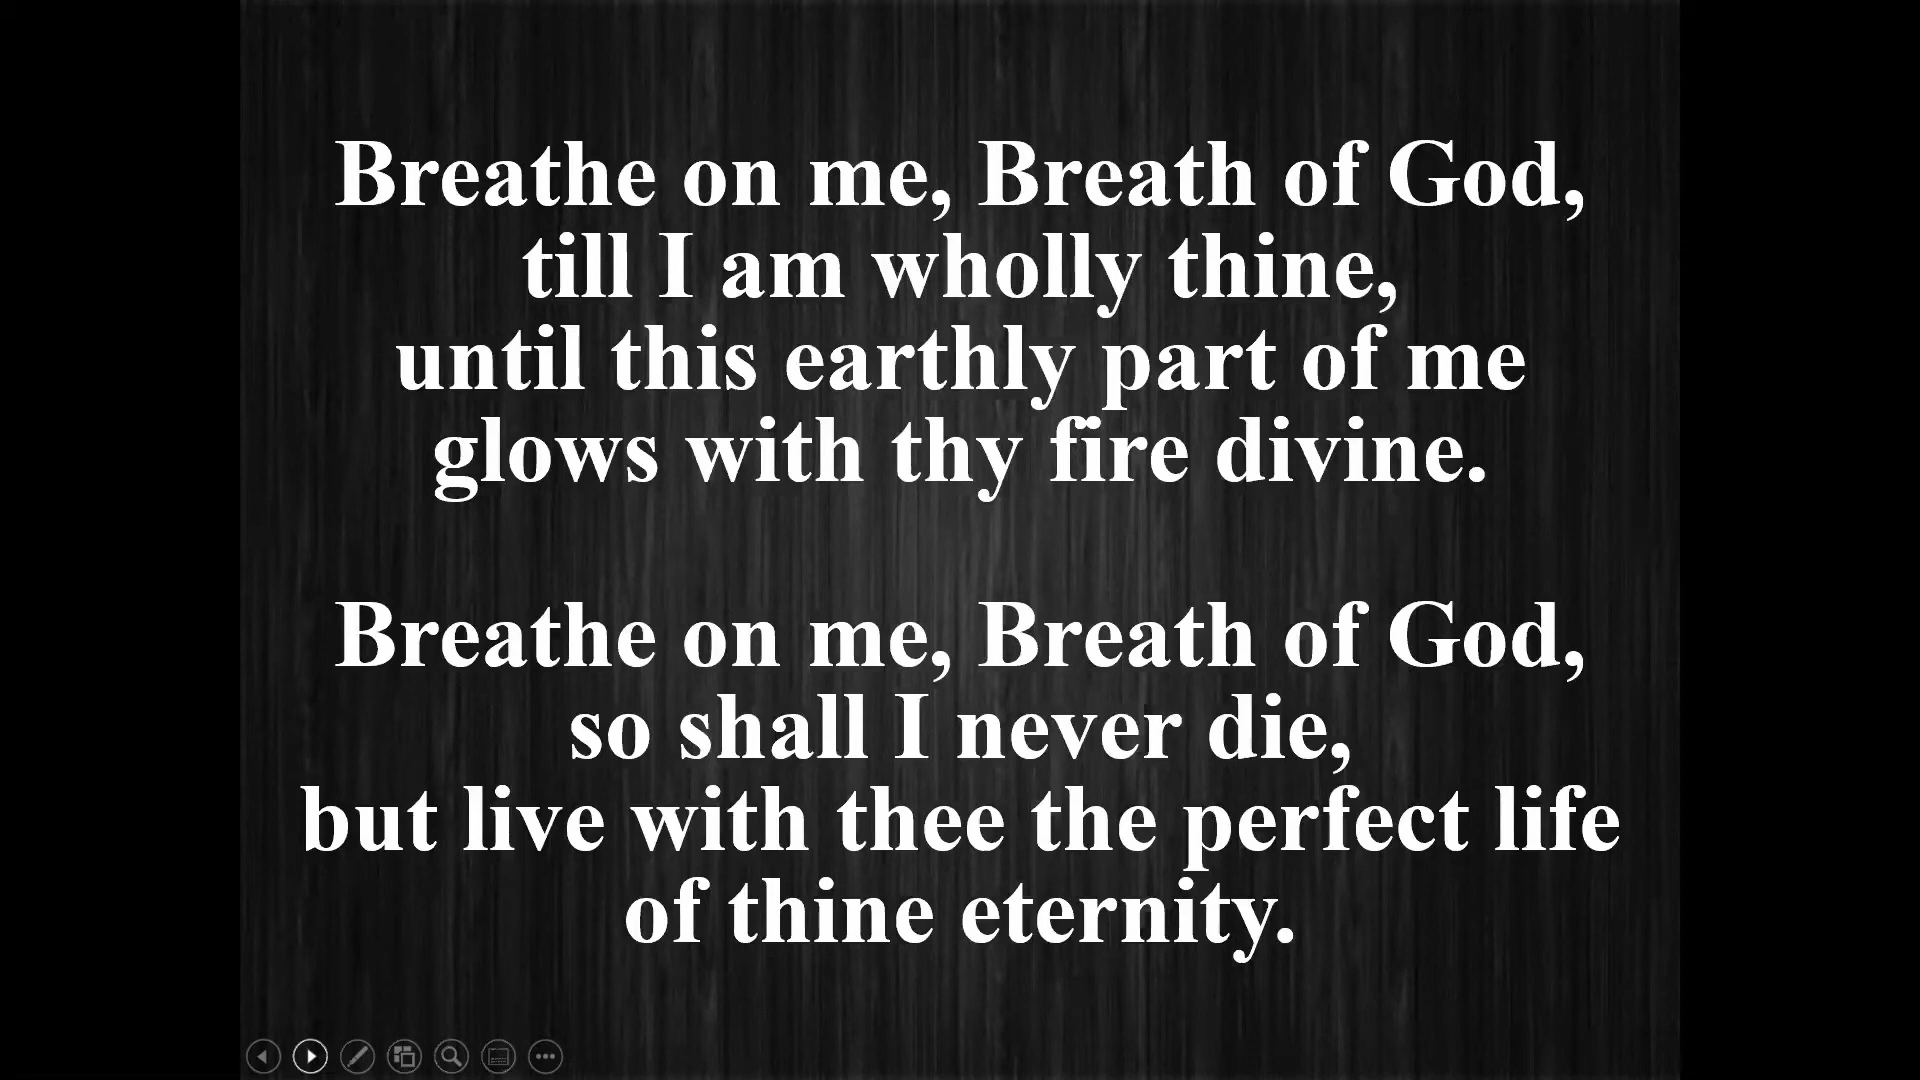 Breathe on me, Breath of God,
till I am wholly thine,
until this earthly part of me
glows with thy fire divine.
Breathe on me, Breath of God,
so shall I never die,
but live with thee the perfect life
of thine eternity.